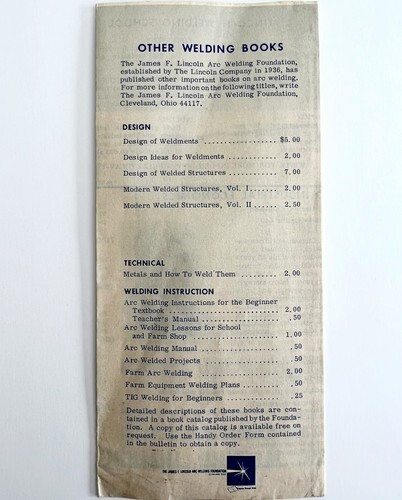 OTHER WELDING BOOKS
The James F. Lincoln Arc Welding Foundation,
established by The Lincoln Company in 1936, has
published other important books on arc welding.
For more information on the following titles, write
The James F. Lincoln Arc Welding Foundation,
Cleveland, Ohio 44117.
DESIGN
Design of Weldments .................. $5.00
Design Ideas for Weldments ............ 2.00
Design of Welded Structures ............ 7.00
Modern Welded Structures, Vol. I...... 2.00
Modern Welded Structures, Vol. II...... 2.50
TECHNICAL
Metals and How To Weld Them ......... 2.00
WELDING INSTRUCTION
Arc Welding Instructions for the Beginner
Textbook ............................ 2.00
Teacher's Manual .................... .50
Arc Welding Lessons for School
and Farm Shop ...................... 1.00
Arc Welding Manual ................... .50
Arc Welded Projects ................... .50
Farm Arc Welding ..................... 2.00
Farm Equipment Welding Plans ......... .50
TIG Welding for Beginners ............ .25
Detailed descriptions of these books are con-
tained in a book catalog published by the Founda-
tion. A copy of this catalog is available free on
request. Use the Handy Order Form contained
in the bulletin to obtain a copy.
THE JAMES F. LINCOLN ARC WELDING FOUNDATION